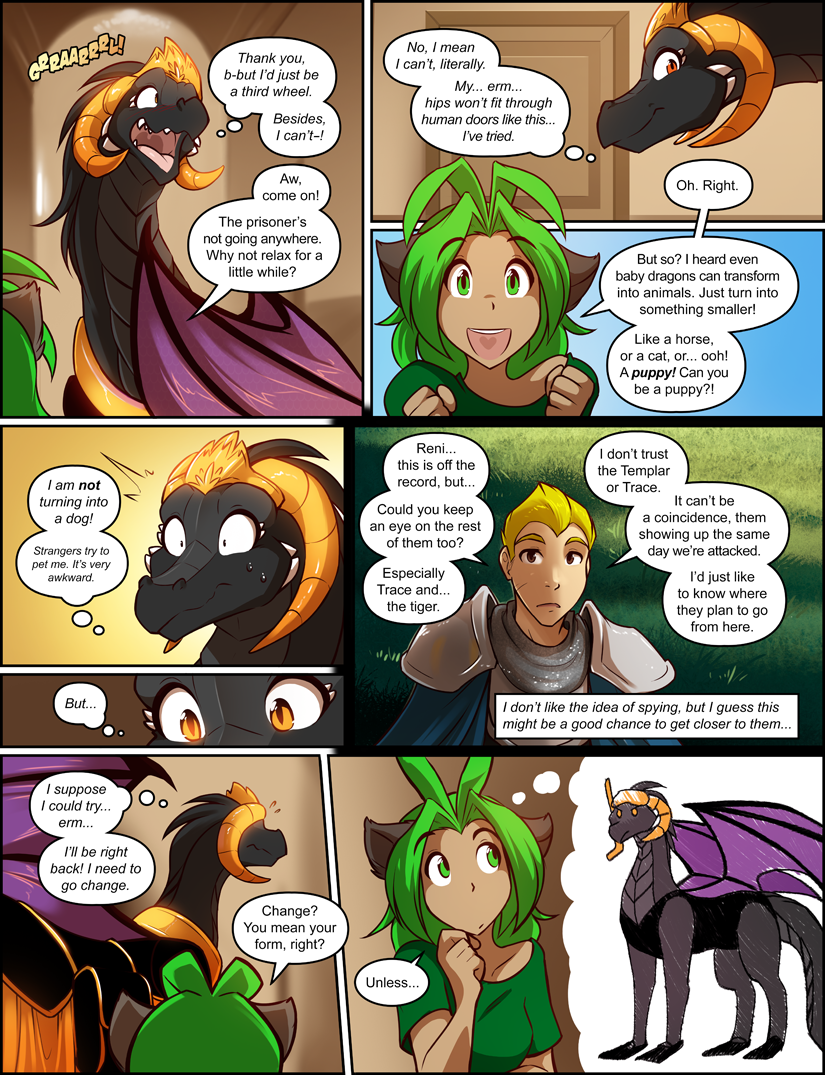 GRRAARRRL!
Thank you,
b-but I'd just be
a third wheel.
Besides,
I can't–!
Aw,
come on!
The prisoner's
not going anywhere.
Why not relax for a
little while?
No, I mean
I can't, literally.
My... erm...
hips won't fit through
human doors like this...
I've tried.
Oh. Right.
But so? I heard even
baby dragons can transform
into animals. Just turn into
something smaller!
Like a horse,
or a cat, or... ooh!
A puppy! Can you
be a puppy?!
I am not
turning into
a dog!
Strangers try to
pet me. It's very
awkward.
But...
Reni...
this is off the
record, but...
Could you keep
an eye on the rest
of them too?
Especially
Trace and...
the tiger.
I don't trust
the Templar
or Trace.
It can't be
a coincidence, them
showing up the same
day we're attacked.
I'd just like
to know where
they plan to go
from here.
I don't like the idea of spying, but I guess this
might be a good chance to get closer to them...
I suppose
I could try...
erm...
I'll be right
back! I need to
go change.
Change?
You mean your
form, right?
Unless...